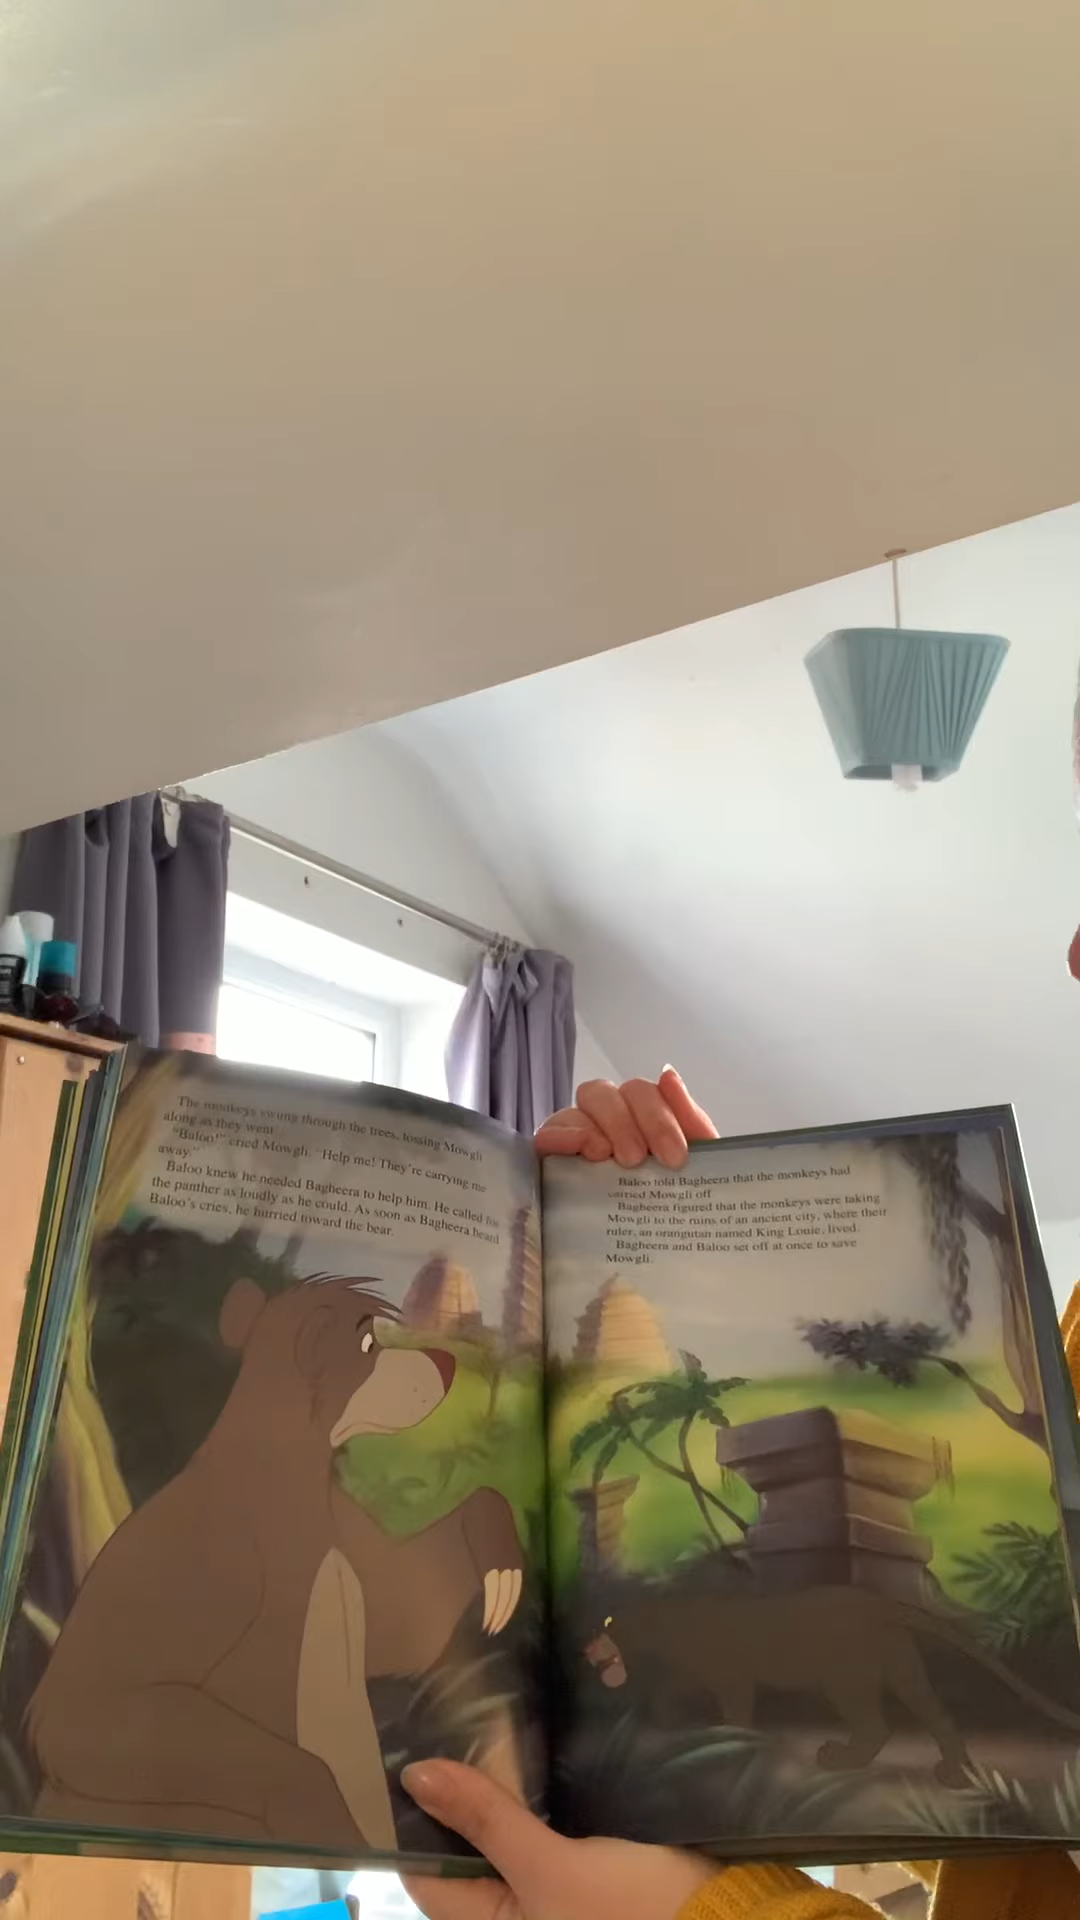 The monkeys swung through the trees, tossing Mowgli
along as they went.
"Baloo!" cried Mowgli. "Help me! They're carrying me
away."
Baloo knew he needed Bagheera to help him. He called for
the panther as loudly as he could. As soon as Bagheera heard
Baloo's cries, he hurried toward the bear.
Baloo told Bagheera that the monkeys had
carried Mowgli off.
Bagheera figured that the monkeys were taking
Mowgli to the ruins of an ancient city, where their
ruler, an orangutan named King Louie, lived.
Bagheera and Baloo set off at once to save
Mowgli.